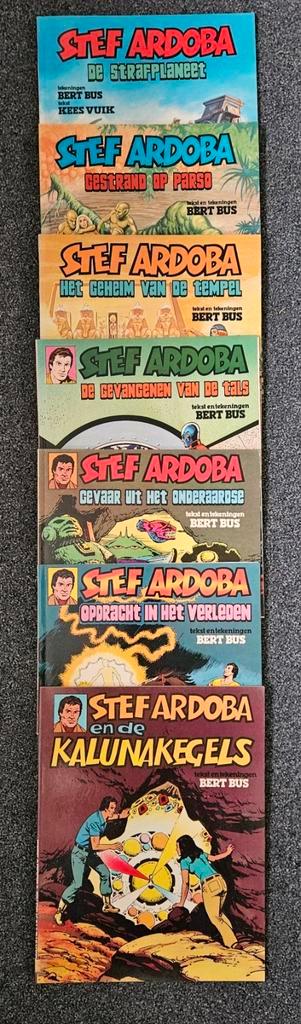 STEF ARDOBA
DE STRAFPLANEET
tekeningen
BERT BUS
tekst
KEES VUIK
STEF ARDOBA
GESTRAND OP PARSO
tekst en tekeningen
BERT BUS
STEF ARDOBA
HET GEHEIM VAN DE TEMPEL
tekst en tekeningen
BERT BUS
STEF ARDOBA
DE GEVANGENEN VAN DE TALS
tekst en tekeningen
BERT BUS
STEF ARDOBA
GEVAAR UIT HET ONDERAARDSE
tekst en tekeningen
BERT BUS
STEF ARDOBA
OPDRACHT IN HET VERLEDEN
tekst en tekeningen
BERT BUS
STEF ARDOBA
en de
KALUNAKEGELS
tekst en tekeningen
BERT BUS